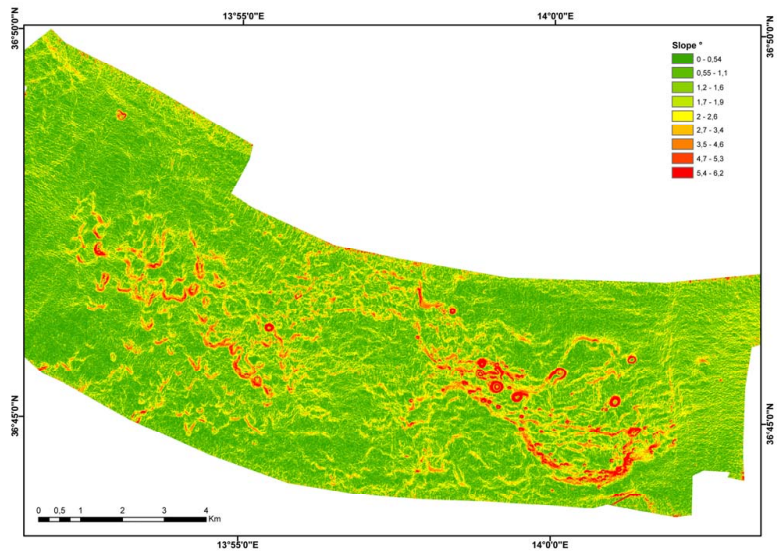 13°55'0"E 14°0'0"E
36°50'0"N 36°50'0"N
Slope °
0 - 0,54
0,55 - 1,1
1,2 - 1,6
1,7 - 1,9
2 - 2,6
2,7 - 3,4
3,5 - 4,6
4,7 - 5,3
5,4 - 6,2
36°45'0"N 36°45'0"N
0 0,5 1 2 3 4
Km
13°55'0"E 14°0'0"E